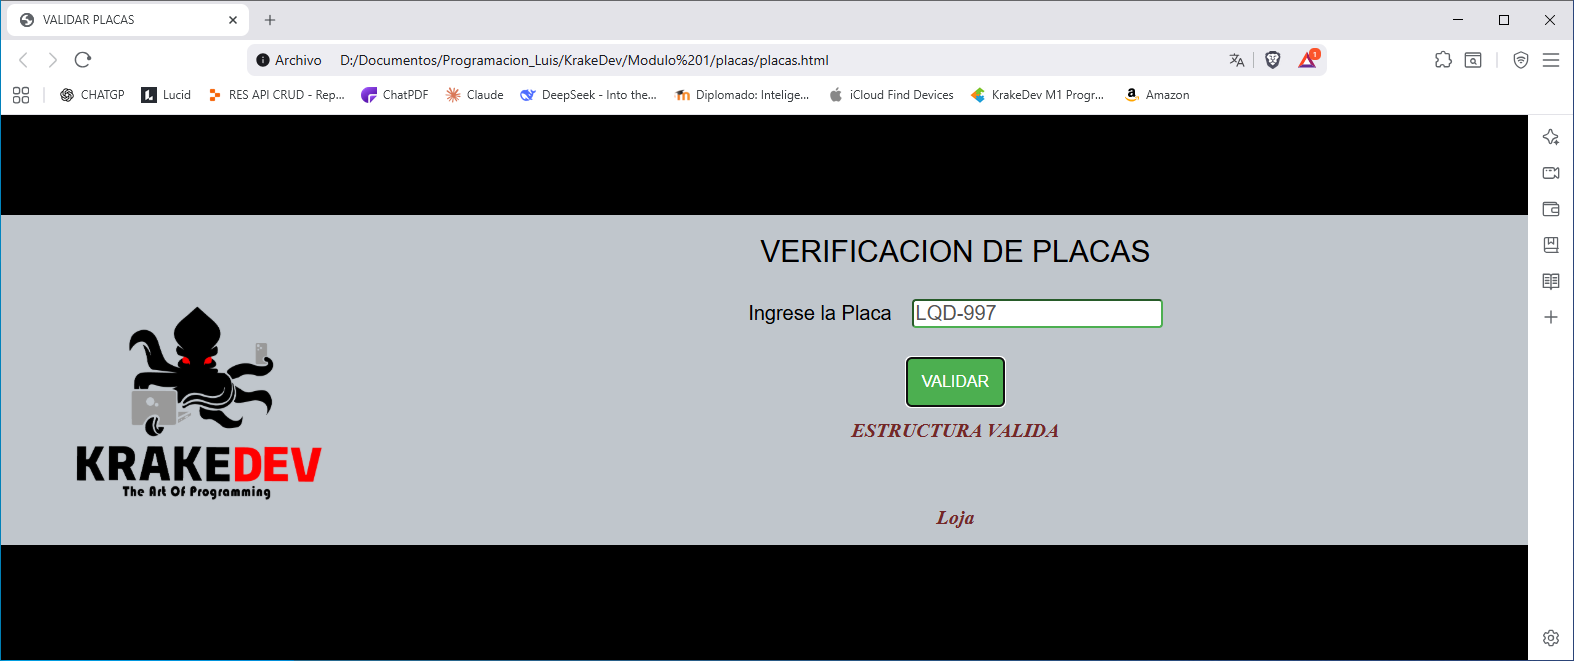 VALIDAR PLACAS
Archivo D:/Documentos/Programacion_Luis/KrakeDev/Modulo%201/placas/placas.html
1
CHATGP Lucid RES API CRUD - Rep... ChatPDF Claude DeepSeek - Into the... Diplomado: Intelige... iCloud Find Devices KrakeDev M1 Progr... Amazon
VERIFICACION DE PLACAS
Ingrese la Placa LQD-997
VALIDAR
ESTRUCTURA VALIDA
KRAKEDEV
The Art Of Programming
Loja